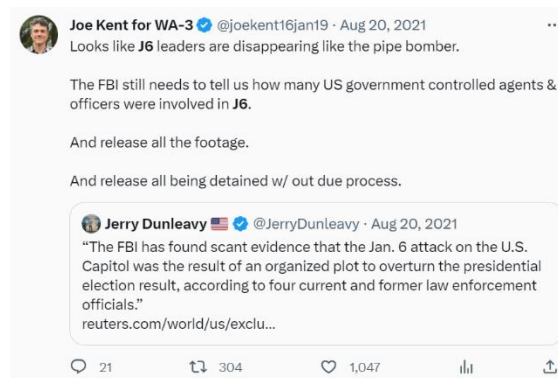 Joe Kent for WA-3 @joekent16jan19 · Aug 20, 2021
Looks like J6 leaders are disappearing like the pipe bomber.
The FBI still needs to tell us how many US government controlled agents &
officers were involved in J6.
And release all the footage.
And release all being detained w/ out due process.
Jerry Dunleavy 🇺🇸 @JerryDunleavy · Aug 20, 2021
“The FBI has found scant evidence that the Jan. 6 attack on the U.S.
Capitol was the result of an organized plot to overturn the presidential
election result, according to four current and former law enforcement
officials.”
reuters.com/world/us/exclu...
21 304 1,047